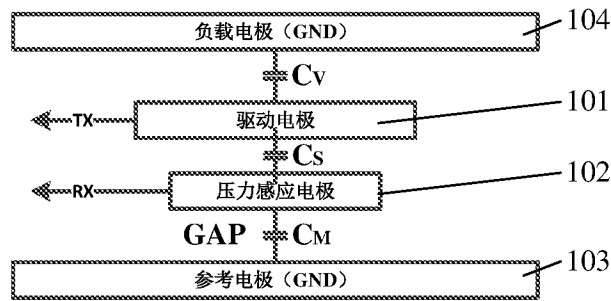 负载电极（GND）
104
CV
TX
驱动电极
101
CS
RX
压力感应电极
102
GAP
CM
参考电极（GND）
103